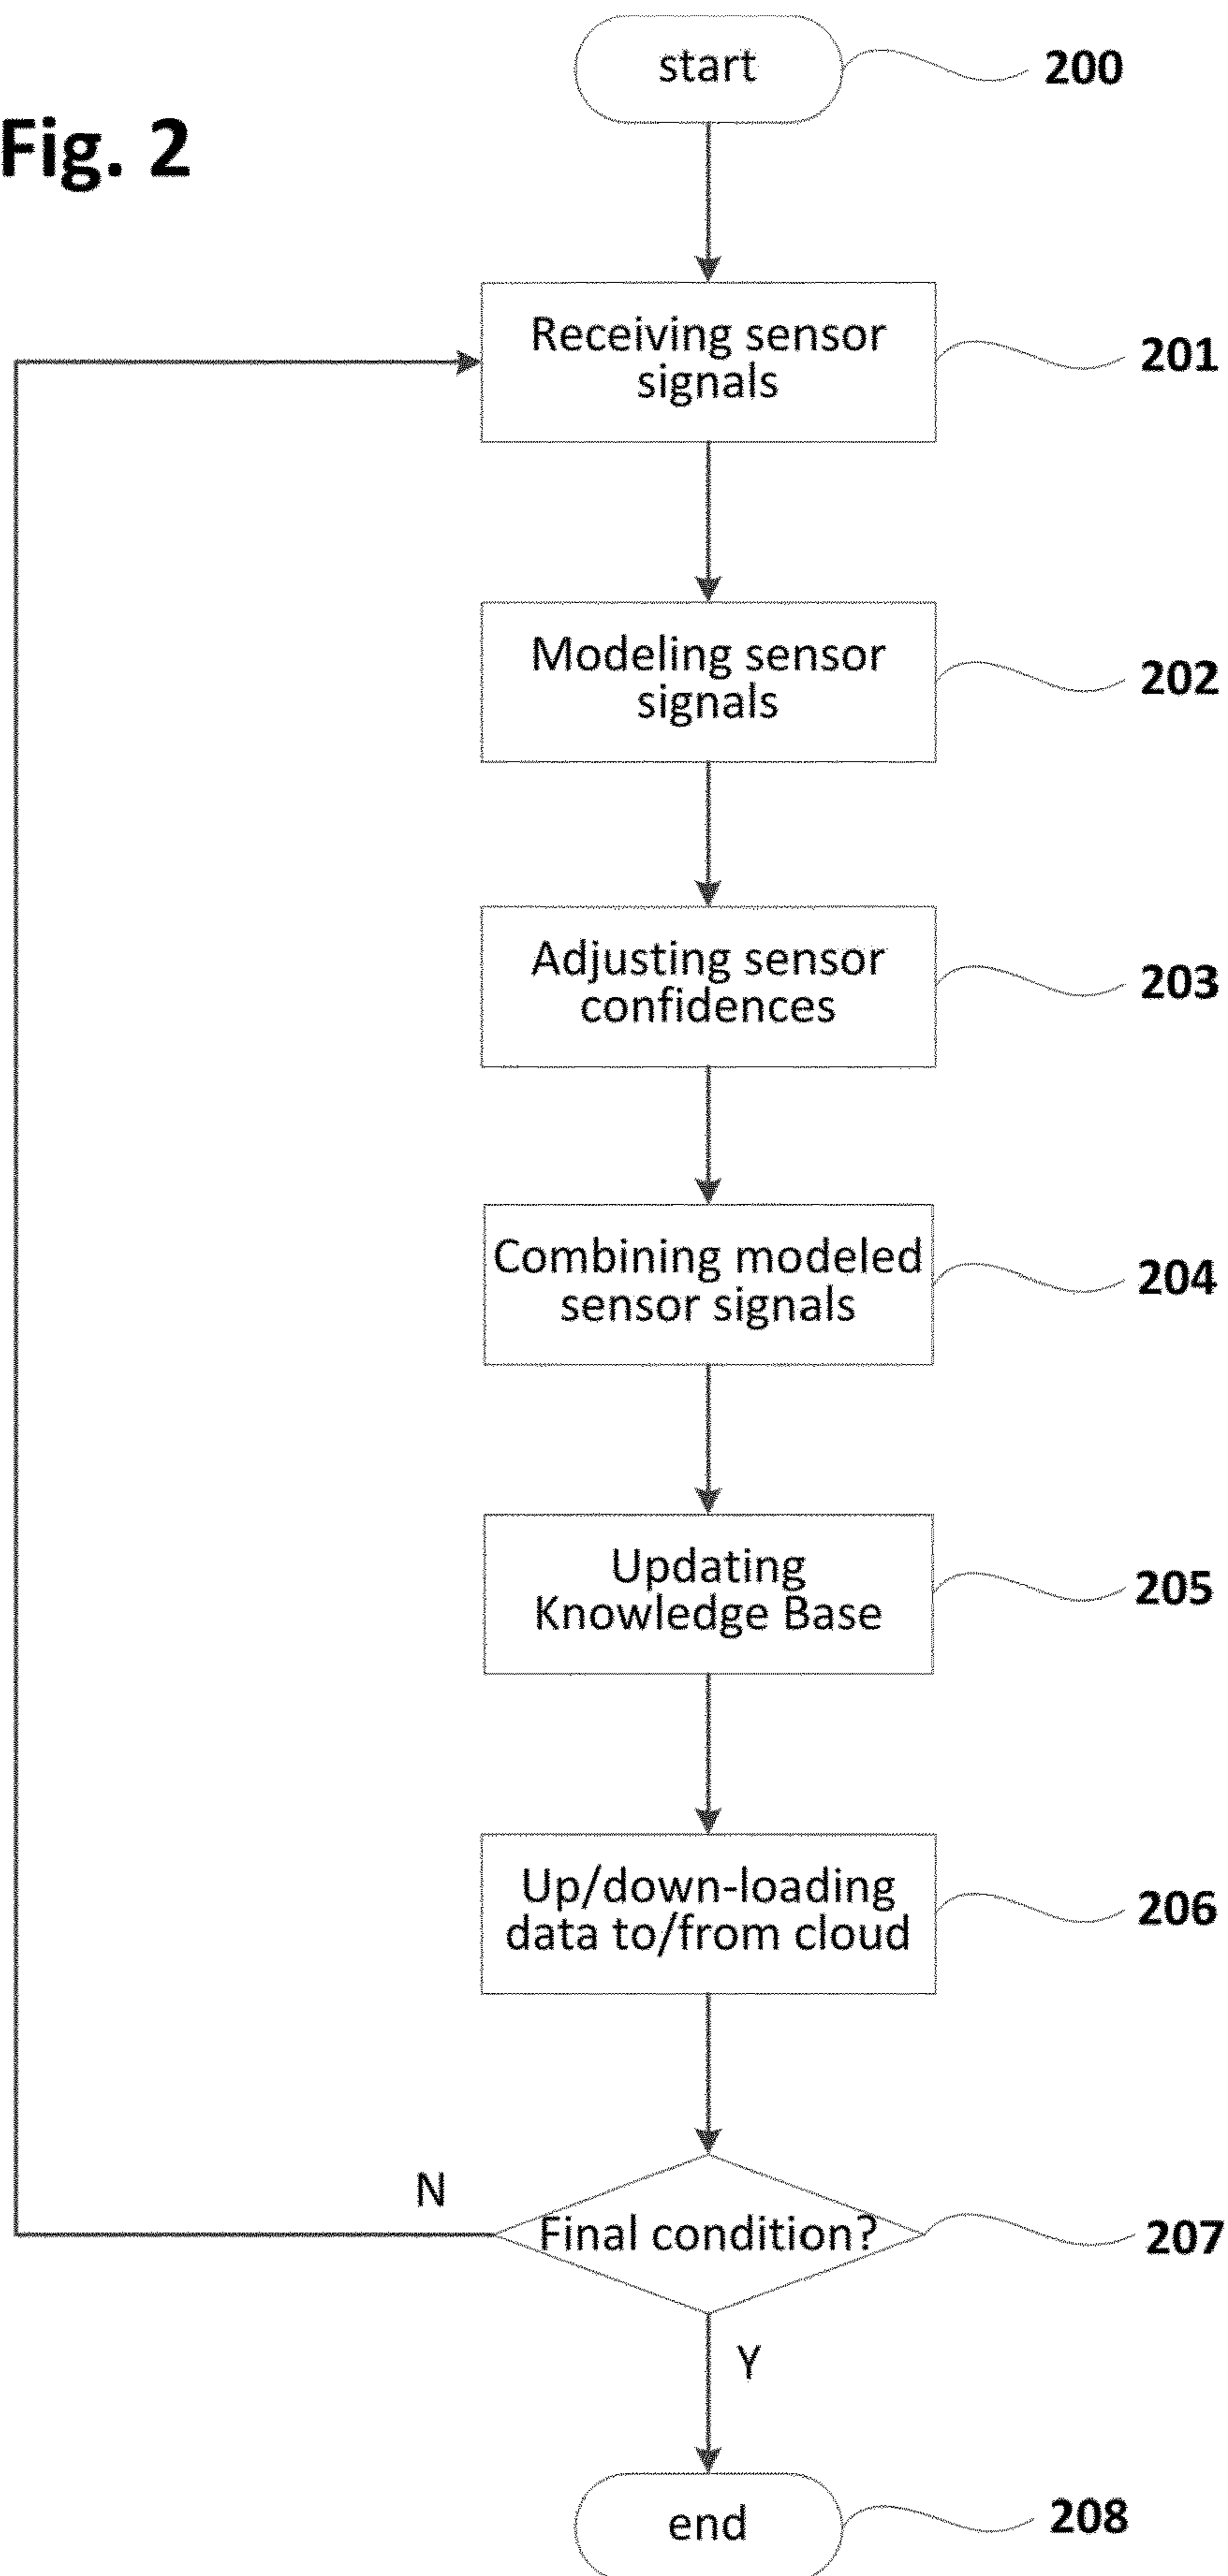 start
200
Fig. 2
Receiving sensor
signals
201
Modeling sensor
signals
202
Adjusting sensor
confidences
203
Combining modeled
sensor signals
204
Updating
Knowledge Base
205
Up/down-loading
data to/from cloud
206
N
Final condition?
207
Y
end
208